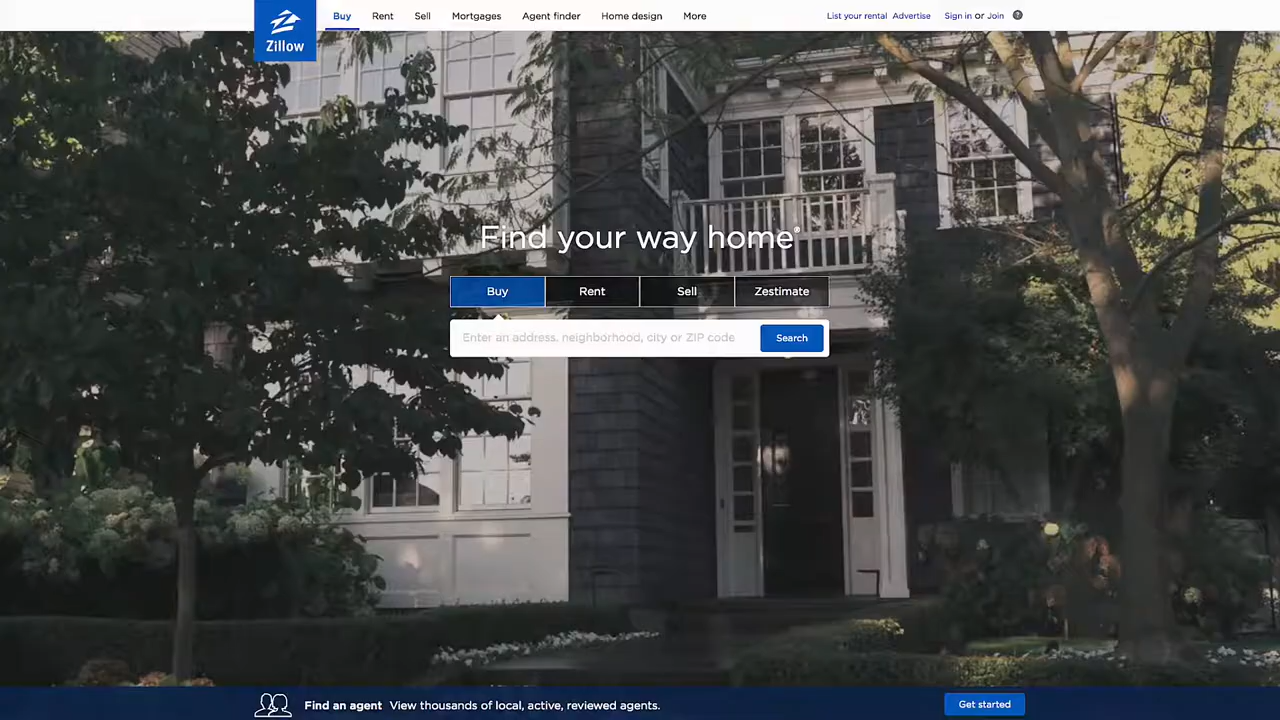 Zillow
Buy Rent Sell Mortgages Agent finder Home design More
List your rental Advertise Sign in or Join ?
Find your way home®
Buy Rent Sell Zestimate
Enter an address, neighborhood, city or ZIP code Search
Find an agent View thousands of local, active, reviewed agents. Get started